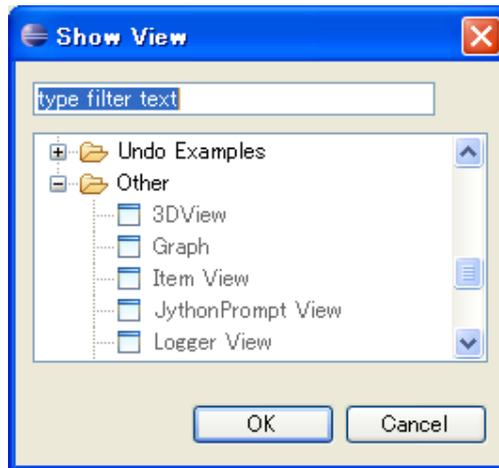 Show View
type filter text
Undo Examples
Other
3DView
Graph
Item View
JythonPrompt View
Logger View
OK Cancel